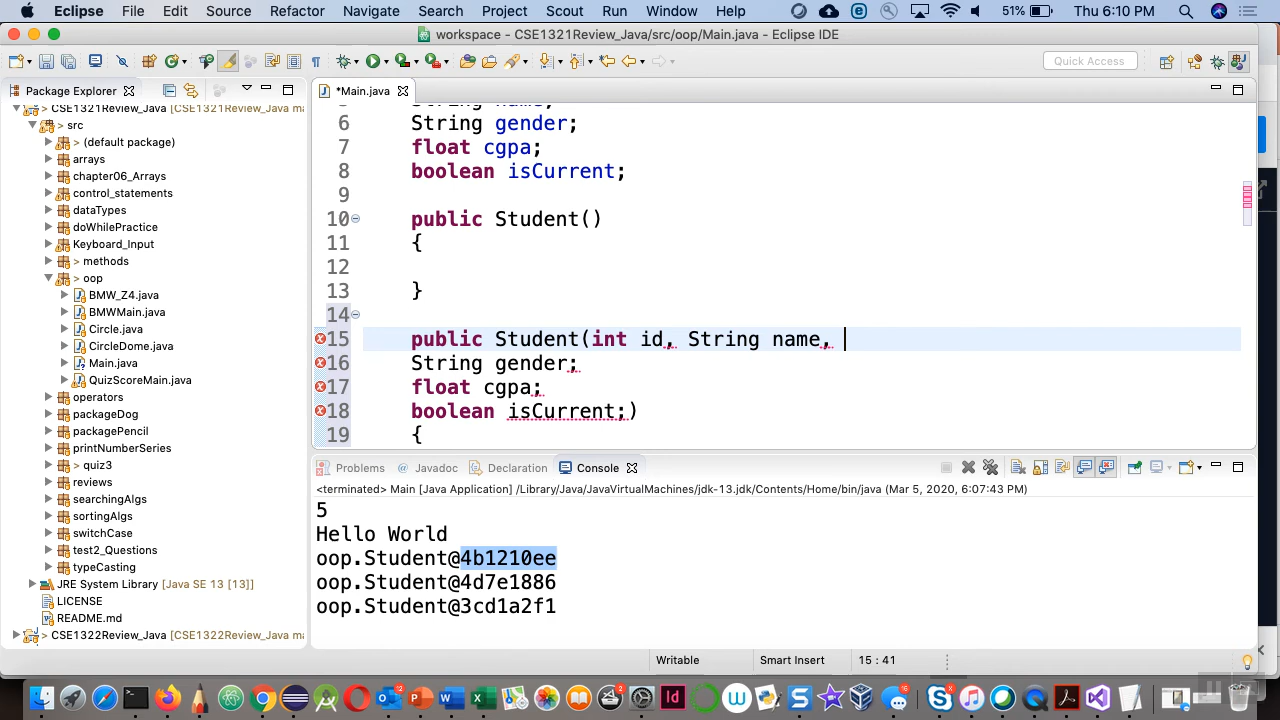 Eclipse File Edit Source Refactor Navigate Search Project Scout Run Window Help 51% Thu 6:10 PM
workspace - CSE1321Review_Java/src/oop/Main.java - Eclipse IDE
Quick Access
Package Explorer
*Main.java
CSE1321Review_Java [CSE1321Review_Java ma
> src
> (default package)
arrays
chapter06_Arrays
control_statements
dataTypes
doWhilePractice
Keyboard_Input
> methods
> oop
BMW_Z4.java
BMWMain.java
Circle.java
CircleDemo.java
Main.java
QuizScoreMain.java
operators
packageDog
packagePencil
printNumberSeries
> quiz3
reviews
searchingAlgs
sortingAlgs
switchCase
test2_Questions
typeCasting
JRE System Library [Java SE 13 [13]]
LICENSE
README.md
> CSE1322Review_Java [CSE1322Review_Java ma
6 String gender;
7 float cgpa;
8 boolean isCurrent;
9
10 public Student()
11 {
12
13 }
14
15 public Student(int id, String name,
16 String gender;
17 float cgpa;
18 boolean isCurrent;)
19 {
Problems @ Javadoc Declaration Console
<terminated> Main [Java Application] /Library/Java/JavaVirtualMachines/jdk-13.jdk/Contents/Home/bin/java (Mar 5, 2020, 6:07:43 PM)
5
Hello World
oop.Student@4b1210ee
oop.Student@4d7e1886
oop.Student@3cd1a2f1
Writable Smart Insert 15 : 41